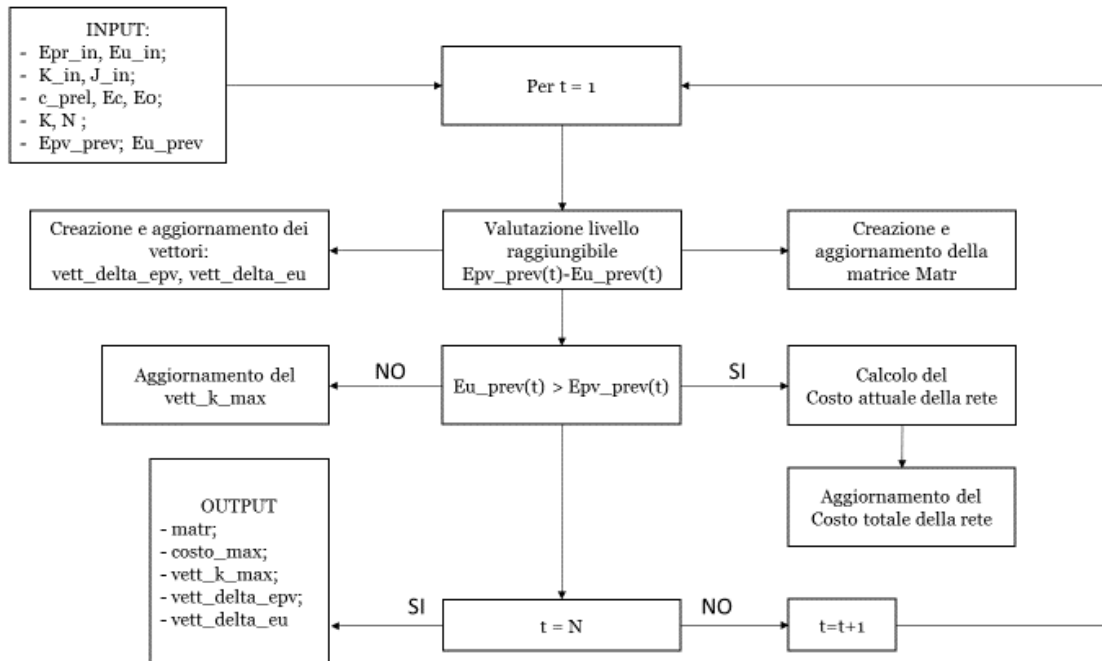 INPUT:
- Epr_in, Eu_in;
- K_in, J_in;
- c_prel, Ec, Eo;
- K, N ;
- Epv_prev; Eu_prev
Per t = 1
Creazione e aggiornamento dei
vettori:
vett_delta_epv, vett_delta_eu
Valutazione livello
raggiungibile
Epv_prev(t)-Eu_prev(t)
Creazione e
aggiornamento della
matrice Matr
Aggiornamento del
vett_k_max
NO
Eu_prev(t) > Epv_prev(t)
SI
Calcolo del
Costo attuale della rete
Aggiornamento del
Costo totale della rete
OUTPUT
- matr;
- costo_max;
- vett_k_max;
- vett_delta_epv;
- vett_delta_eu
SI
t = N
NO
t=t+1